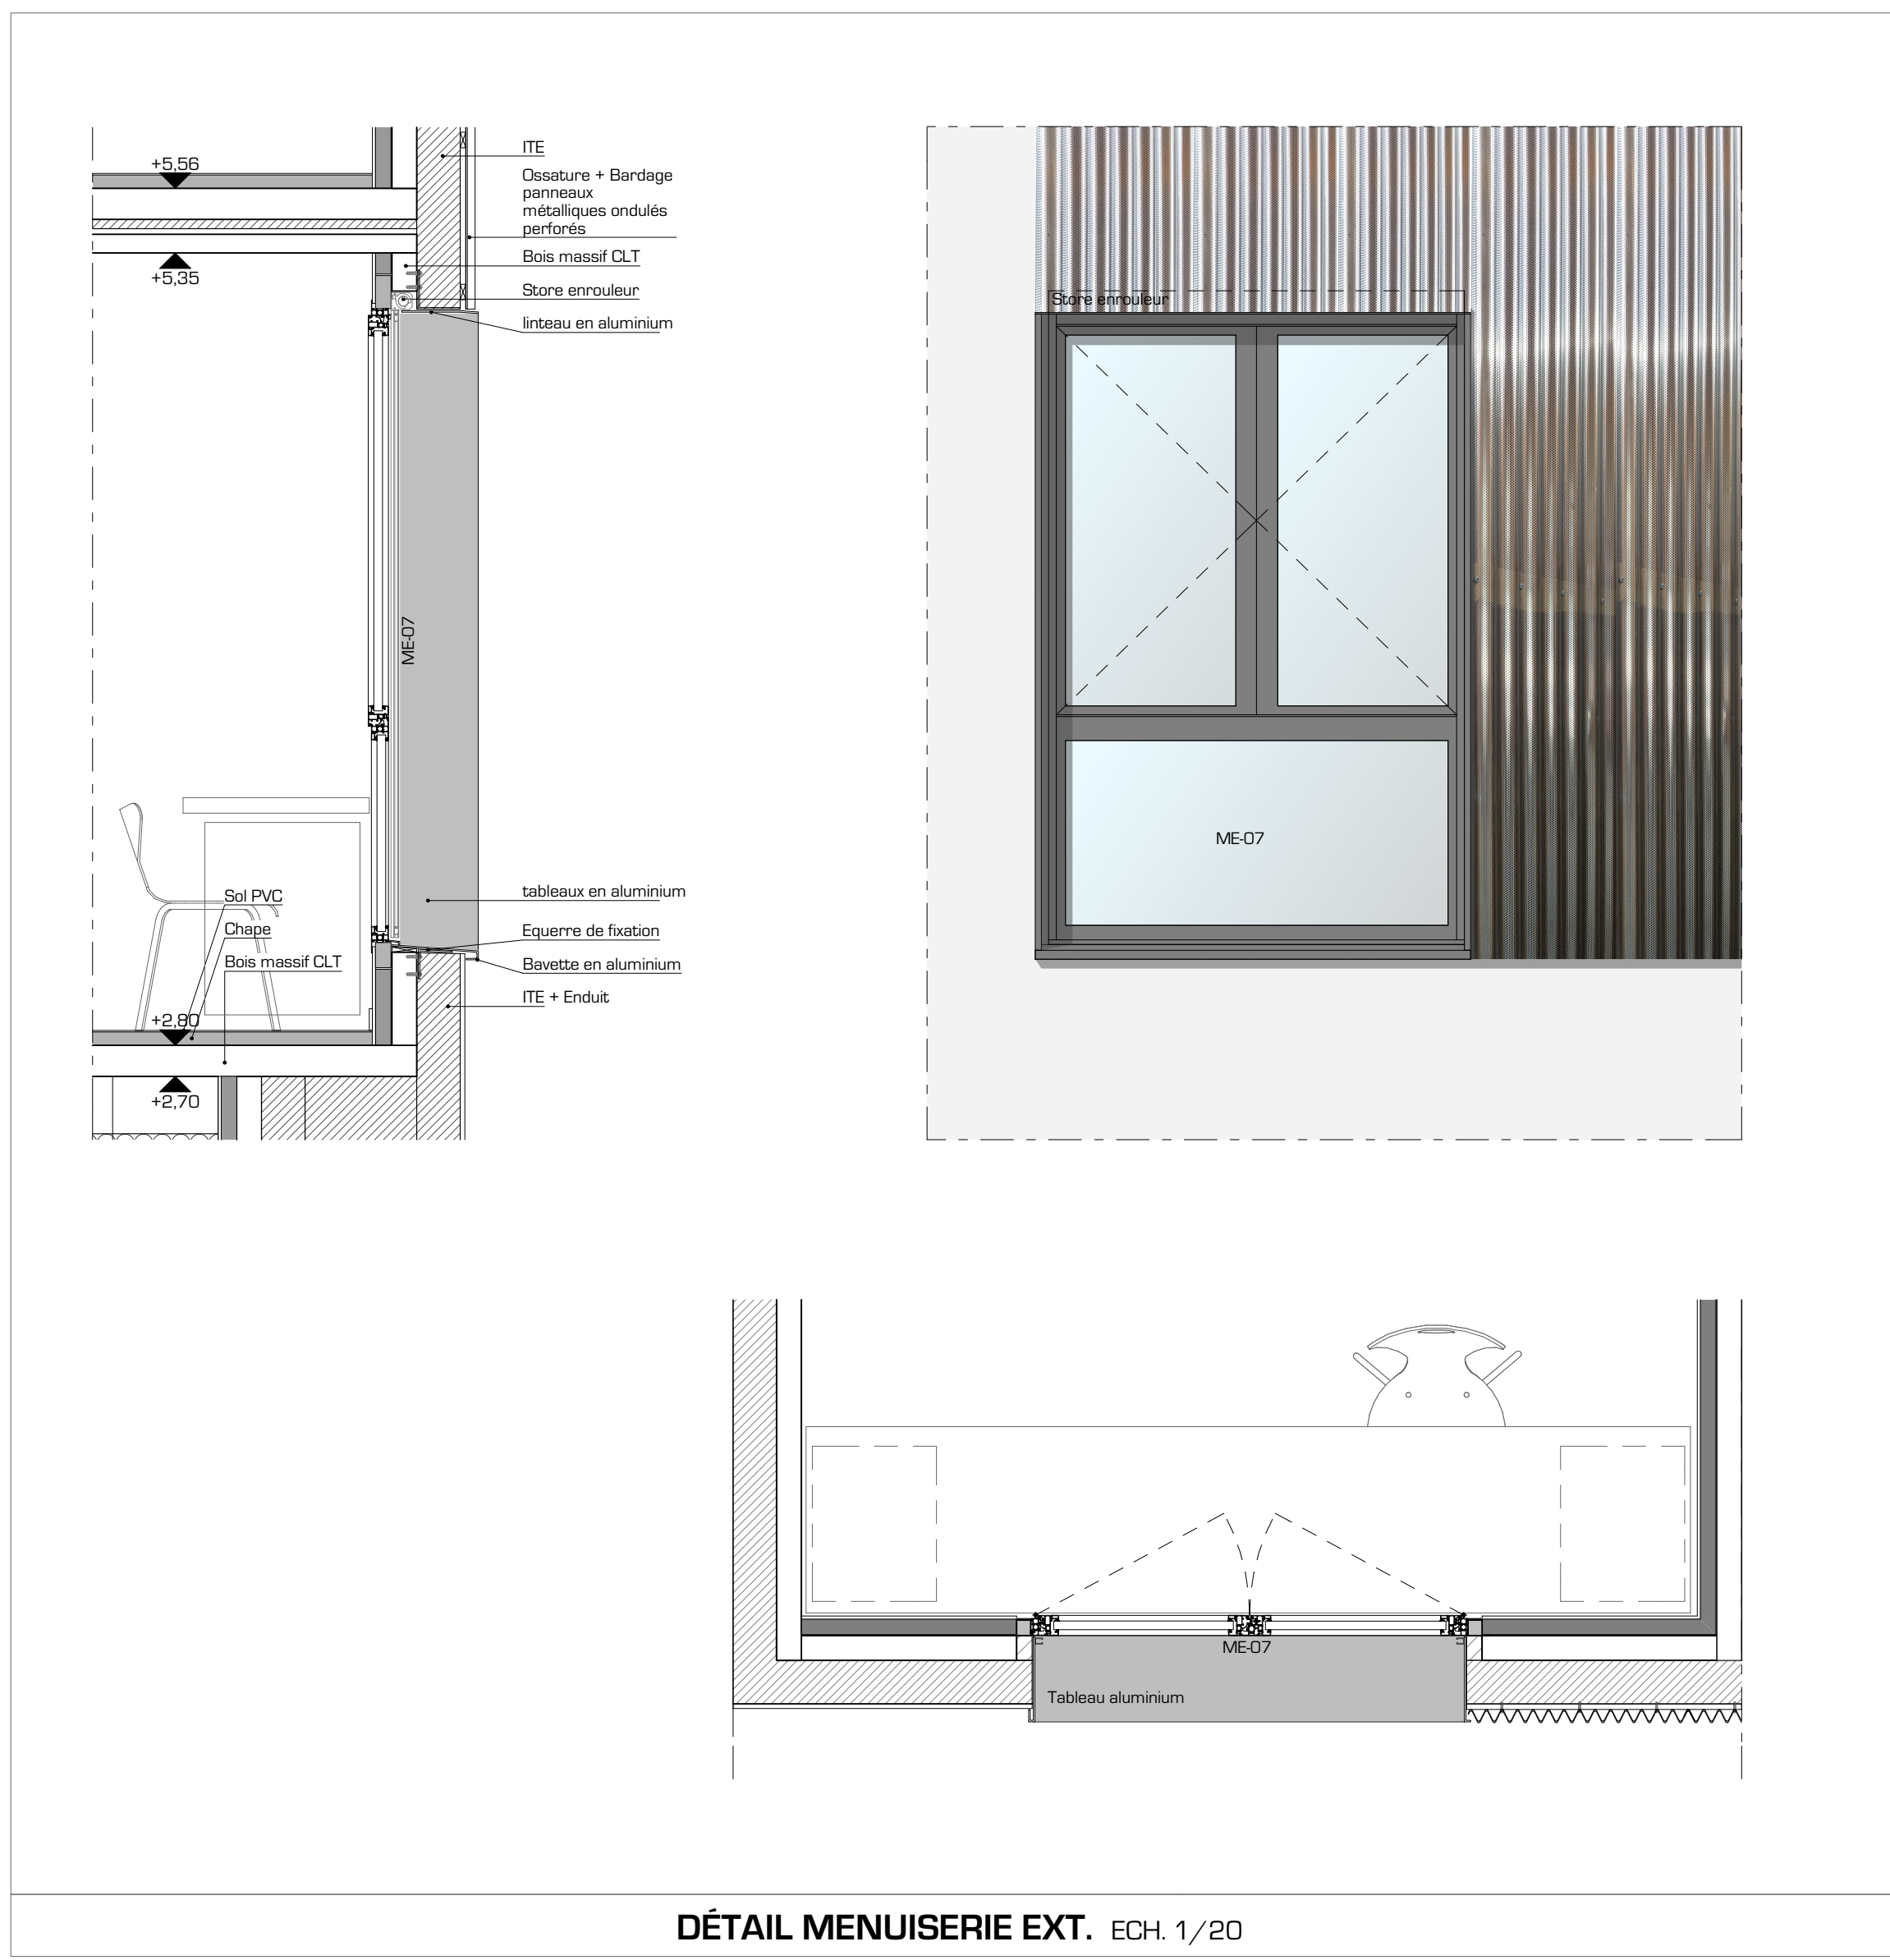 +5,56
+5,35
ITE
Ossature + Bardage
panneaux
métalliques ondulés
perforés
Bois massif CLT
Store enrouleur
linteau en aluminium
ME-07
tableaux en aluminium
Equerre de fixation
Bavette en aluminium
ITE + Enduit
Sol PVC
Chape
Bois massif CLT
+2,80
+2,70
Store enrouleur
ME-07
ME-07
Tableau aluminium
DÉTAIL MENUISERIE EXT. ECH. 1/20